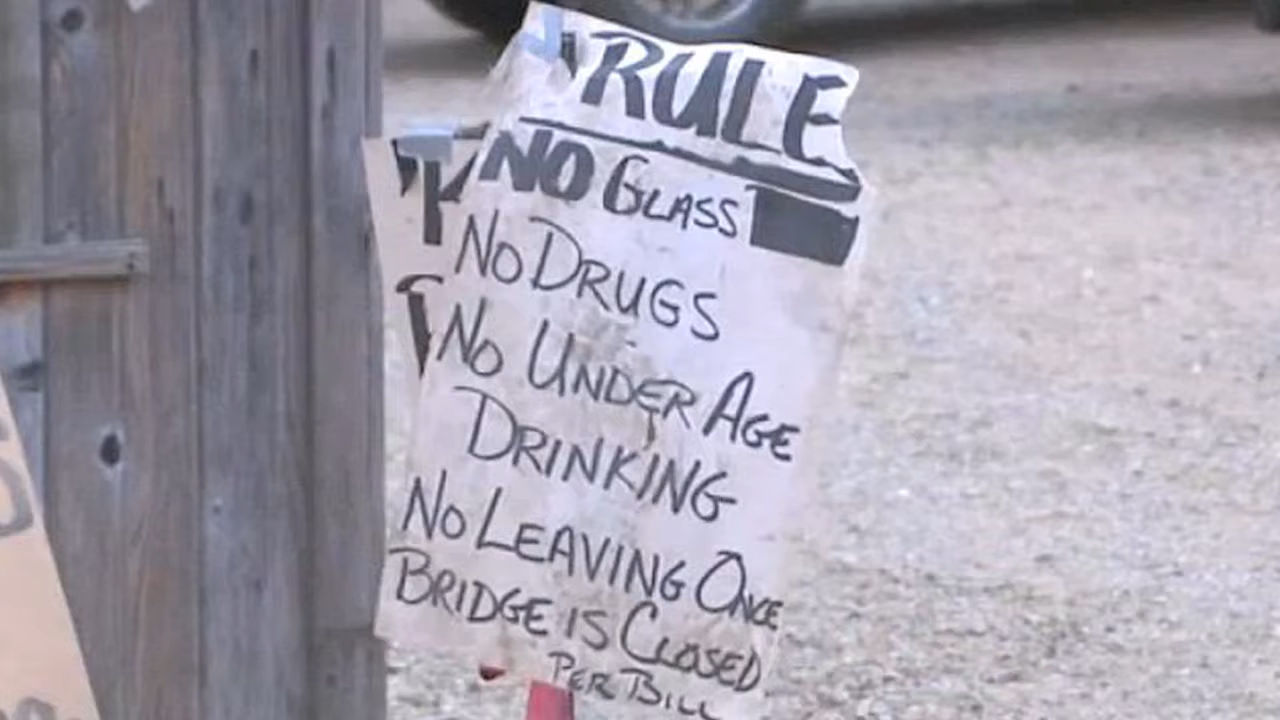 RULE
NO GLASS
NO DRUGS
NO UNDER AGE
DRINKING
NO LEAVING ONCE
BRIDGE IS CLOSED
PER BILL